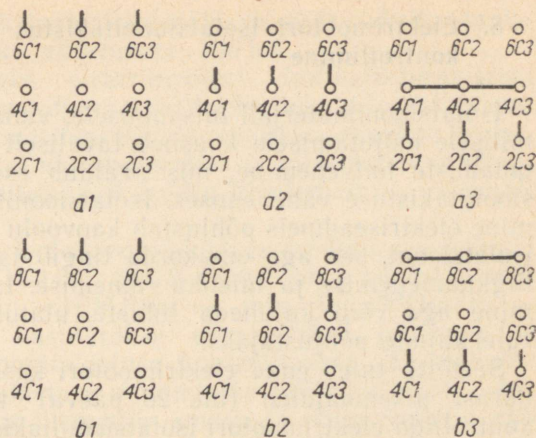 6C1 6C2 6C3 6C1 6C2 6C3 6C1 6C2 6C3
4C1 4C2 4C3 4C1 4C2 4C3 4C1 4C2 4C3
2C1 2C2 2C3 2C1 2C2 2C3 2C1 2C2 2C3
a1 a2 a3
8C1 8C2 8C3 8C1 8C2 8C3 8C1 8C2 8C3
6C1 6C2 6C3 6C1 6C2 6C3 6C1 6C2 6C3
4C1 4C2 4C3 4C1 4C2 4C3 4C1 4C2 4C3
b1 b2 b3